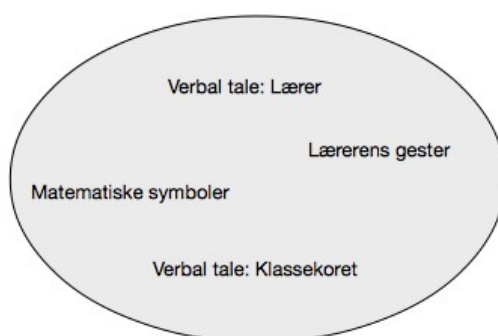 Verbal tale: Lærer
Lærerens gester
Matematiske symboler
Verbal tale: Klassekoret